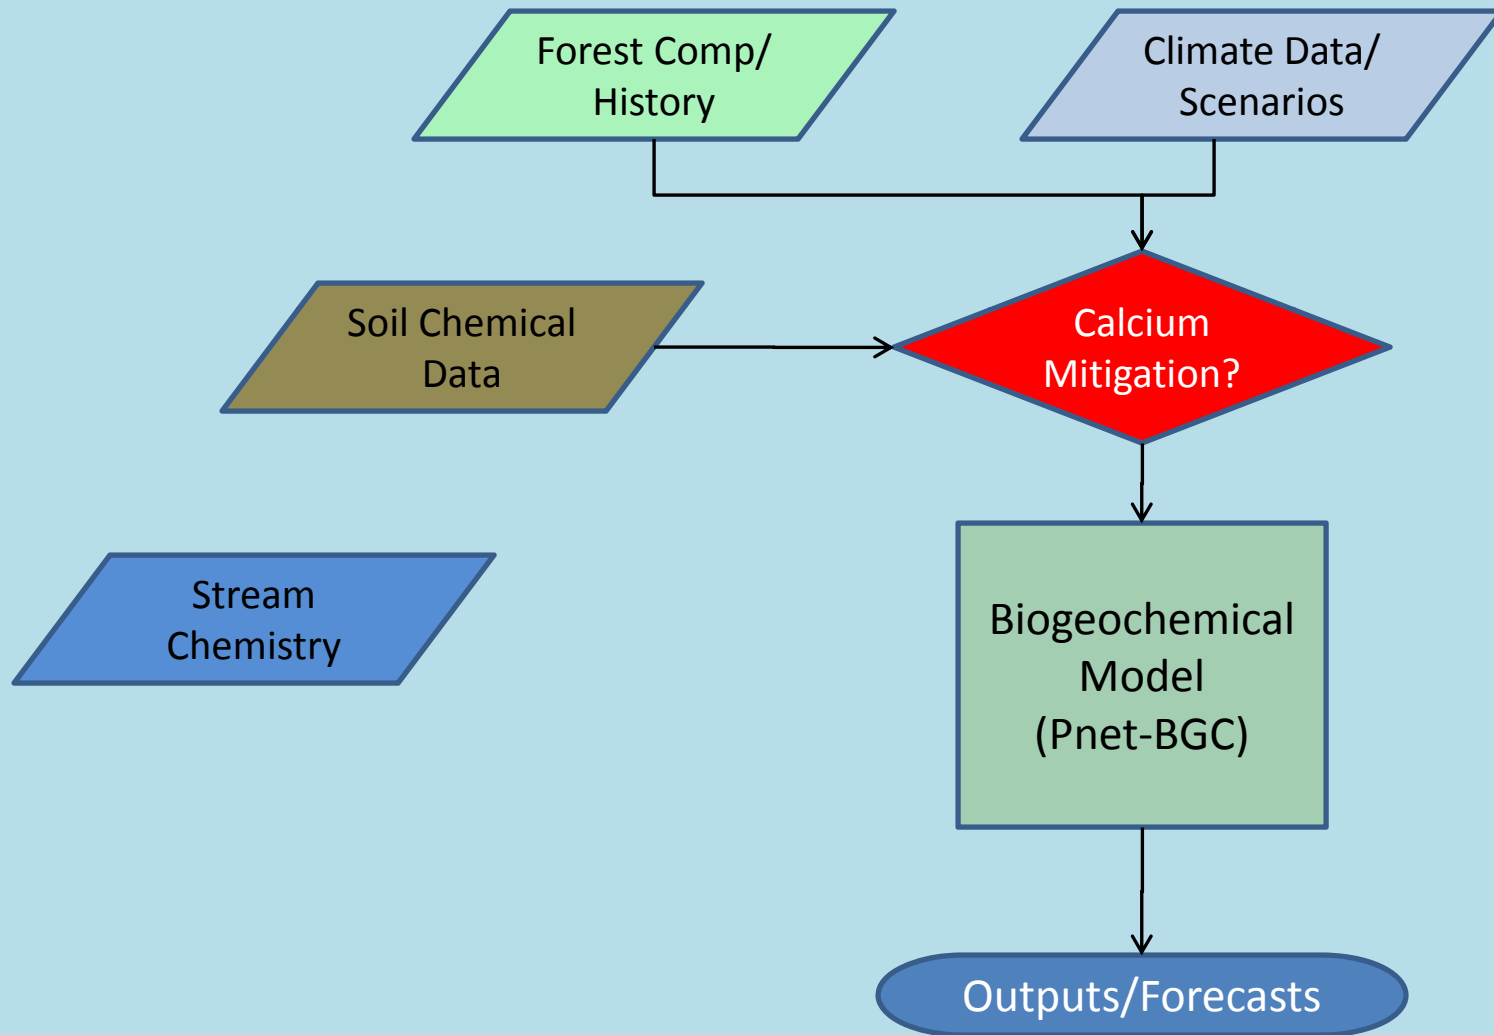 Forest Comp/
History
Climate Data/
Scenarios
Soil Chemical
Data
Calcium
Mitigation?
Stream
Chemistry
Biogeochemical
Model
(Pnet-BGC)
Outputs/Forecasts